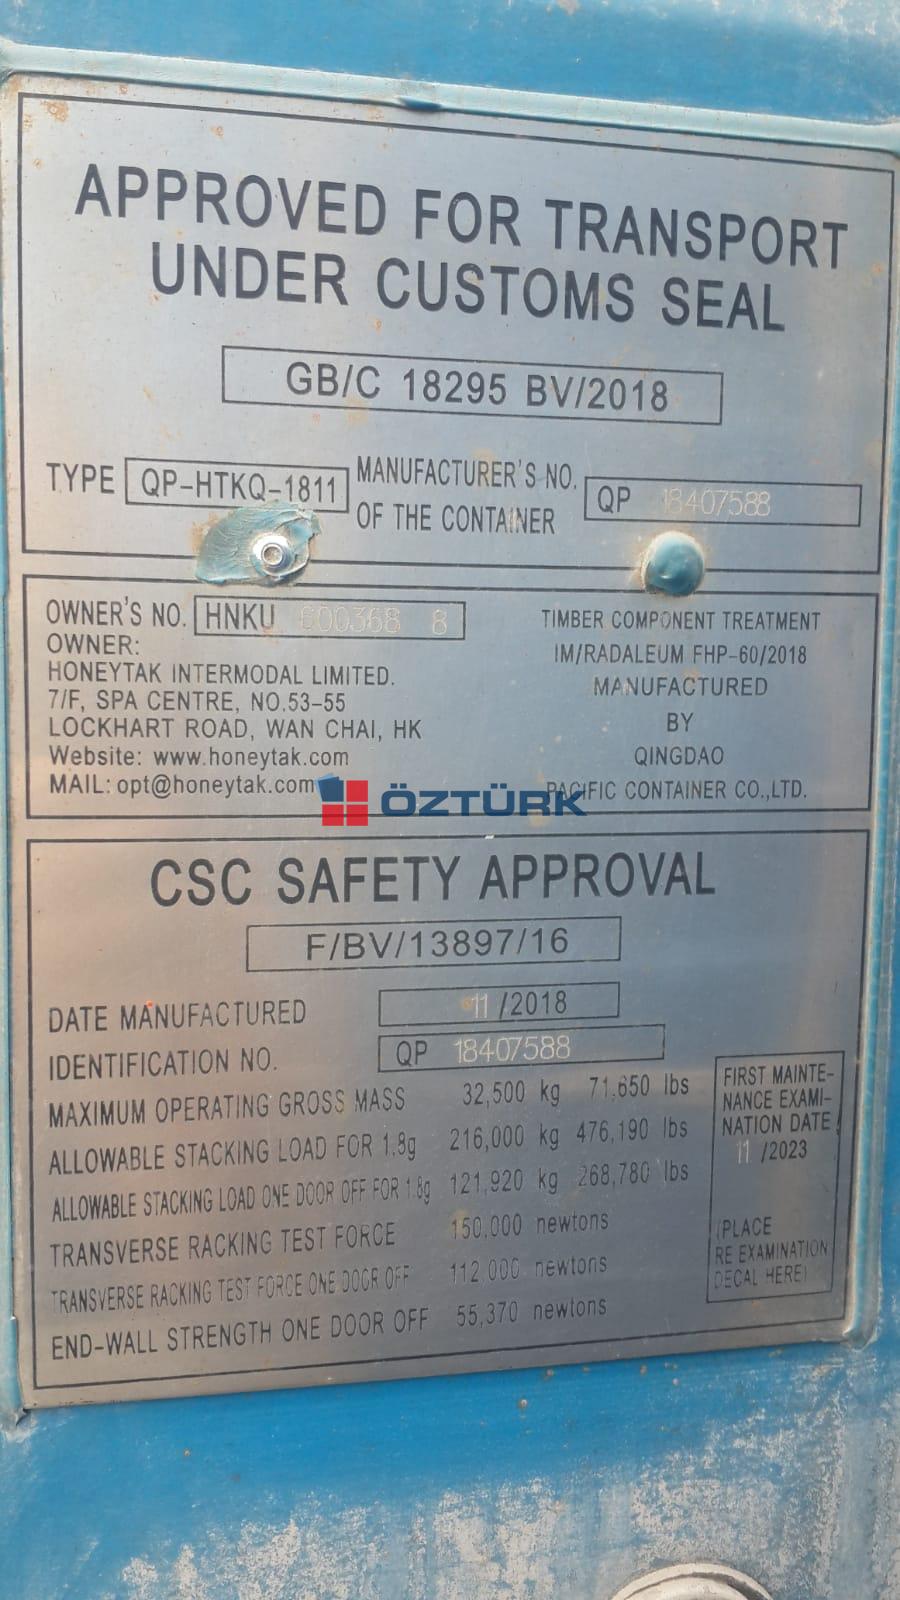 APPROVED FOR TRANSPORT
UNDER CUSTOMS SEAL
GB/C 18295 BV/2018
TYPE QP-HTKQ-1811 MANUFACTURER'S NO. OF THE CONTAINER QP 18407588
OWNER'S NO. HNKU 600368 8
OWNER:
HONEYTAK INTERMODAL LIMITED.
7/F, SPA CENTRE, NO.53-55
LOCKHART ROAD, WAN CHAI, HK
Website: www.honeytak.com
MAIL: opt@honeytak.com
TIMBER COMPONENT TREATMENT
IM/RADALEUM FHP-60/2018
MANUFACTURED
BY
QINGDAO
PACIFIC CONTAINER CO.,LTD.
ÖZTÜRK
CSC SAFETY APPROVAL
F/BV/13897/16
DATE MANUFACTURED 11/2018
IDENTIFICATION NO. QP 18407588
MAXIMUM OPERATING GROSS MASS 32,500 kg 71,650 lbs
ALLOWABLE STACKING LOAD FOR 1.8g 216,000 kg 476,190 lbs
ALLOWABLE STACKING LOAD ONE DOOR OFF FOR 1.8g 121,920 kg 268,780 lbs
TRANSVERSE RACKING TEST FORCE 150,000 newtons
TRANSVERSE RACKING TEST FORCE ONE DOOR OFF 112,000 newtons
END-WALL STRENGTH ONE DOOR OFF 55,370 newtons
FIRST MAINTE-
NANCE EXAMI-
NATION DATE
11/2023
(PLACE
RE EXAMINATION
DECAL HERE)